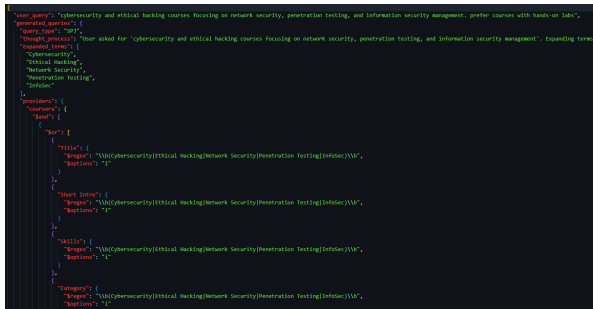 {
"user_query": "cybersecurity and ethical hacking courses focusing on network security, penetration testing, and information security management. prefer courses with hands-on labs",
"generated_queries": {
"query_type": "SPJ",
"thought_process": "User asked for 'cybersecurity and ethical hacking courses focusing on network security, penetration testing, and information security management'. Expanding terms
"expanded_terms": [
"Cybersecurity",
"Ethical Hacking",
"Network Security",
"Penetration Testing",
"InfoSec"
],
"providers": {
"coursera": {
"$and": [
{
"$or": [
{
"Title": {
"$regex": "\\b(Cybersecurity|Ethical Hacking|Network Security|Penetration Testing|InfoSec)\\b",
"$options": "i"
}
},
{
"Short Intro": {
"$regex": "\\b(Cybersecurity|Ethical Hacking|Network Security|Penetration Testing|InfoSec)\\b",
"$options": "i"
}
},
{
"Skills": {
"$regex": "\\b(Cybersecurity|Ethical Hacking|Network Security|Penetration Testing|InfoSec)\\b",
"$options": "i"
}
},
{
"Category": {
"$regex": "\\b(Cybersecurity|Ethical Hacking|Network Security|Penetration Testing|InfoSec)\\b",
"$options": "i"